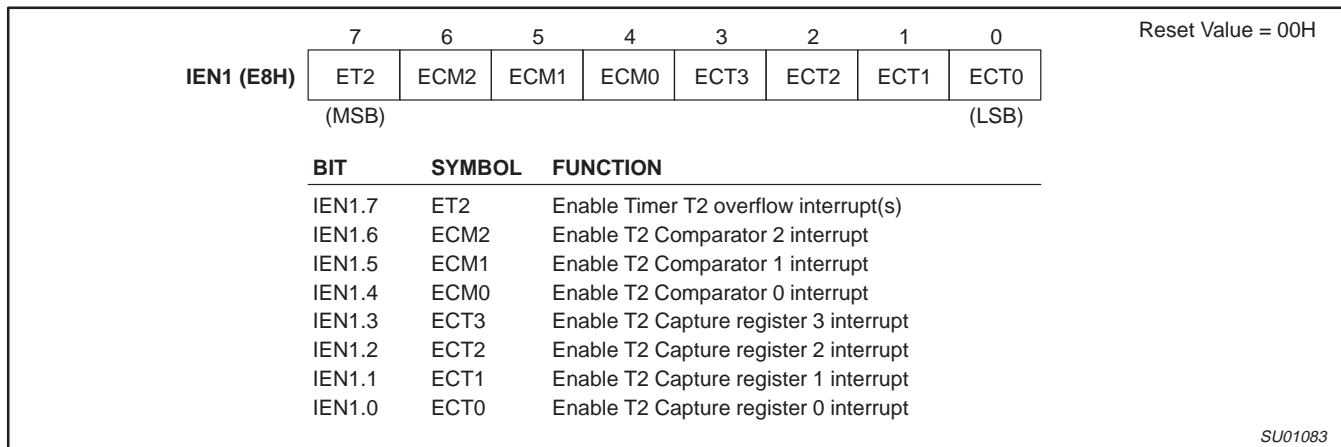 7 6 5 4 3 2 1 0 Reset Value = 00H
IEN1 (E8H) ET2 ECM2 ECM1 ECM0 ECT3 ECT2 ECT1 ECT0
(MSB) (LSB)
BIT SYMBOL FUNCTION
IEN1.7 ET2 Enable Timer T2 overflow interrupt(s)
IEN1.6 ECM2 Enable T2 Comparator 2 interrupt
IEN1.5 ECM1 Enable T2 Comparator 1 interrupt
IEN1.4 ECM0 Enable T2 Comparator 0 interrupt
IEN1.3 ECT3 Enable T2 Capture register 3 interrupt
IEN1.2 ECT2 Enable T2 Capture register 2 interrupt
IEN1.1 ECT1 Enable T2 Capture register 1 interrupt
IEN1.0 ECT0 Enable T2 Capture register 0 interrupt
SU01083